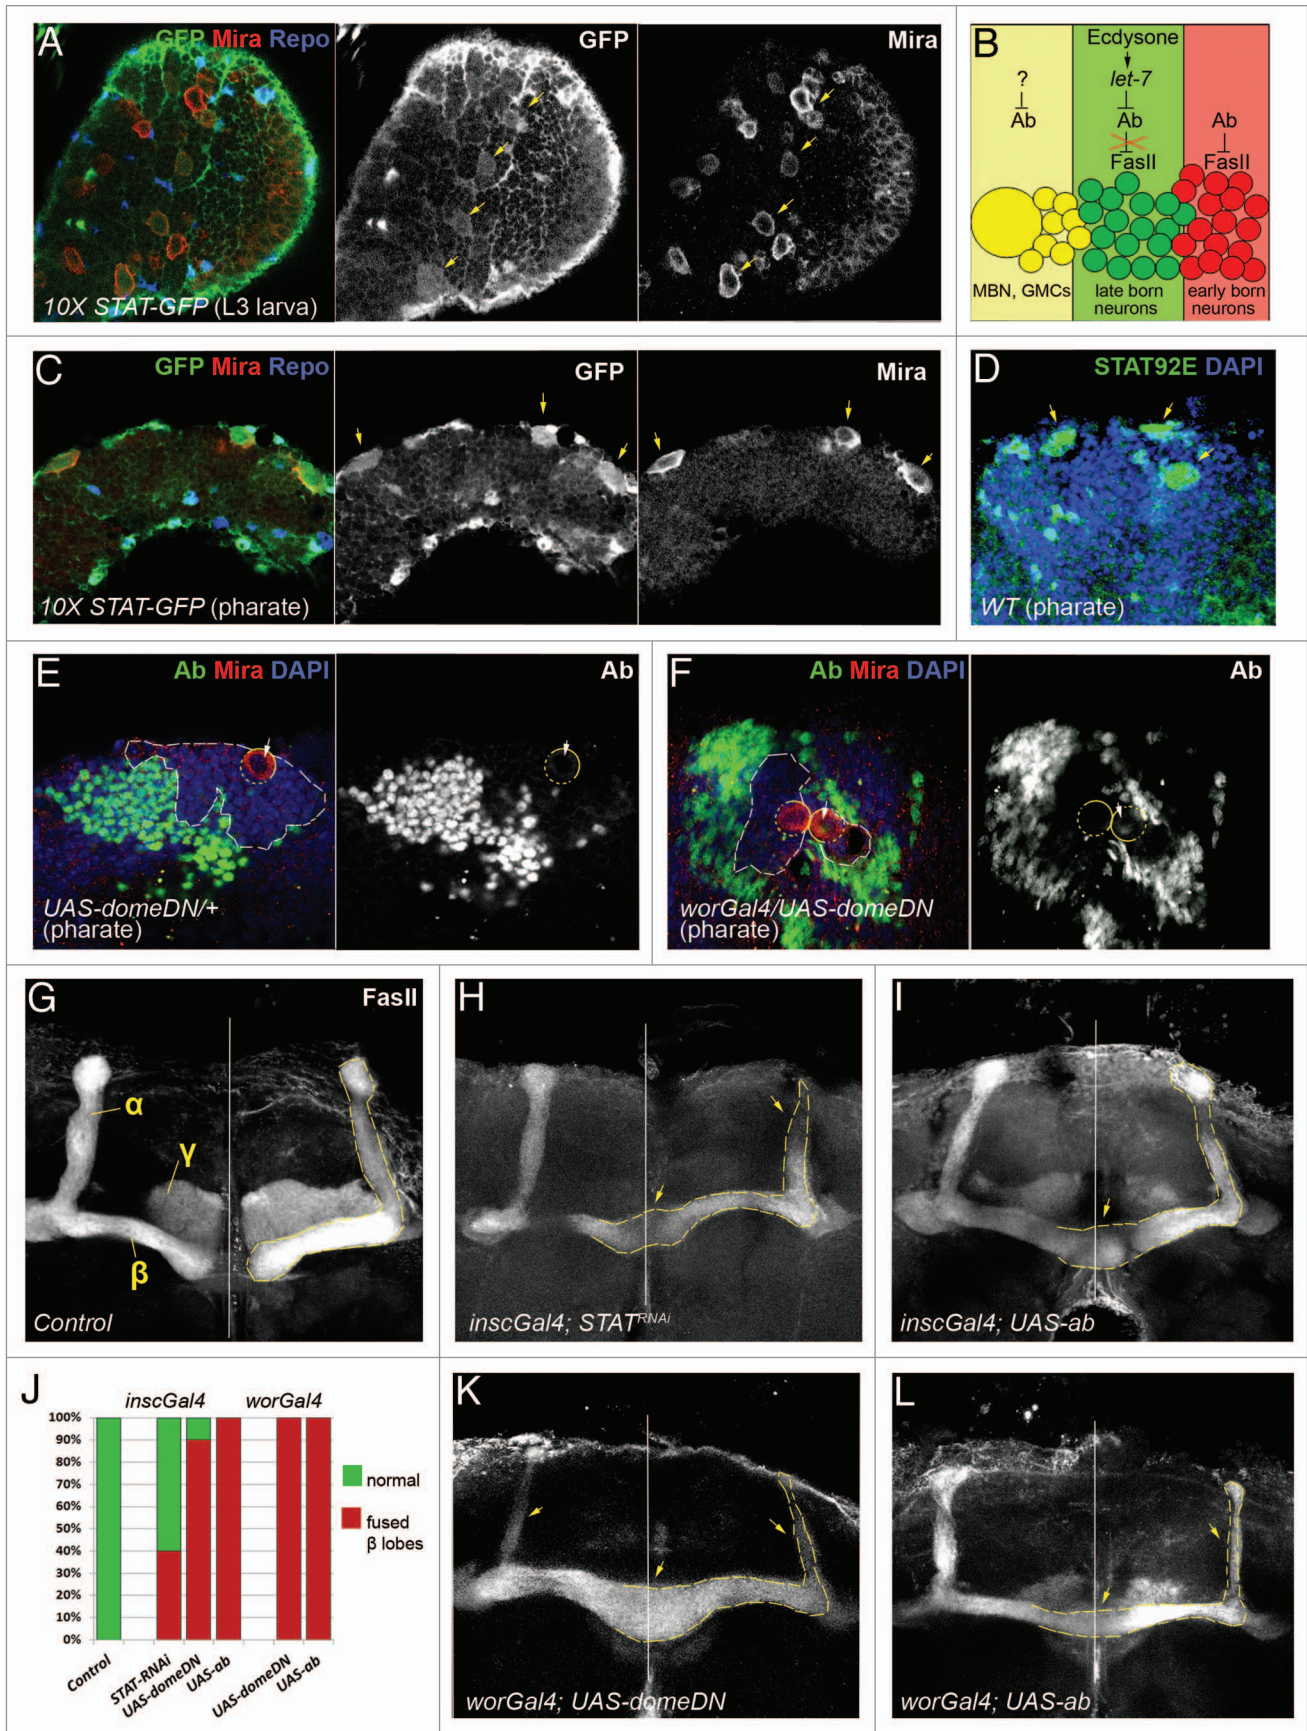 A
GFP Mira Repo
GFP
Mira
10X STAT-GFP (L3 larva)
B
Ecdysone
?
let-7
Ab
Ab
Ab
FasII
FasII
MBN, GMCs
late born
neurons
early born
neurons
C
GFP Mira Repo
GFP
Mira
10X STAT-GFP (pharate)
D
STAT92E DAPI
WT (pharate)
E
Ab Mira DAPI
Ab
UAS-domeDN/+
(pharate)
F
Ab Mira DAPI
Ab
worGal4/UAS-domeDN
(pharate)
G
FasII
α
γ
β
Control
H
inscGal4; STAT^RNAi
I
inscGal4; UAS-ab
J
inscGal4
worGal4
100%
90%
80%
70%
60%
50%
40%
30%
20%
10%
0%
normal
fused
β lobes
Control
STAT-RNAi
UAS-domeDN
UAS-ab
UAS-domeDN
UAS-ab
K
worGal4; UAS-domeDN
L
worGal4; UAS-ab